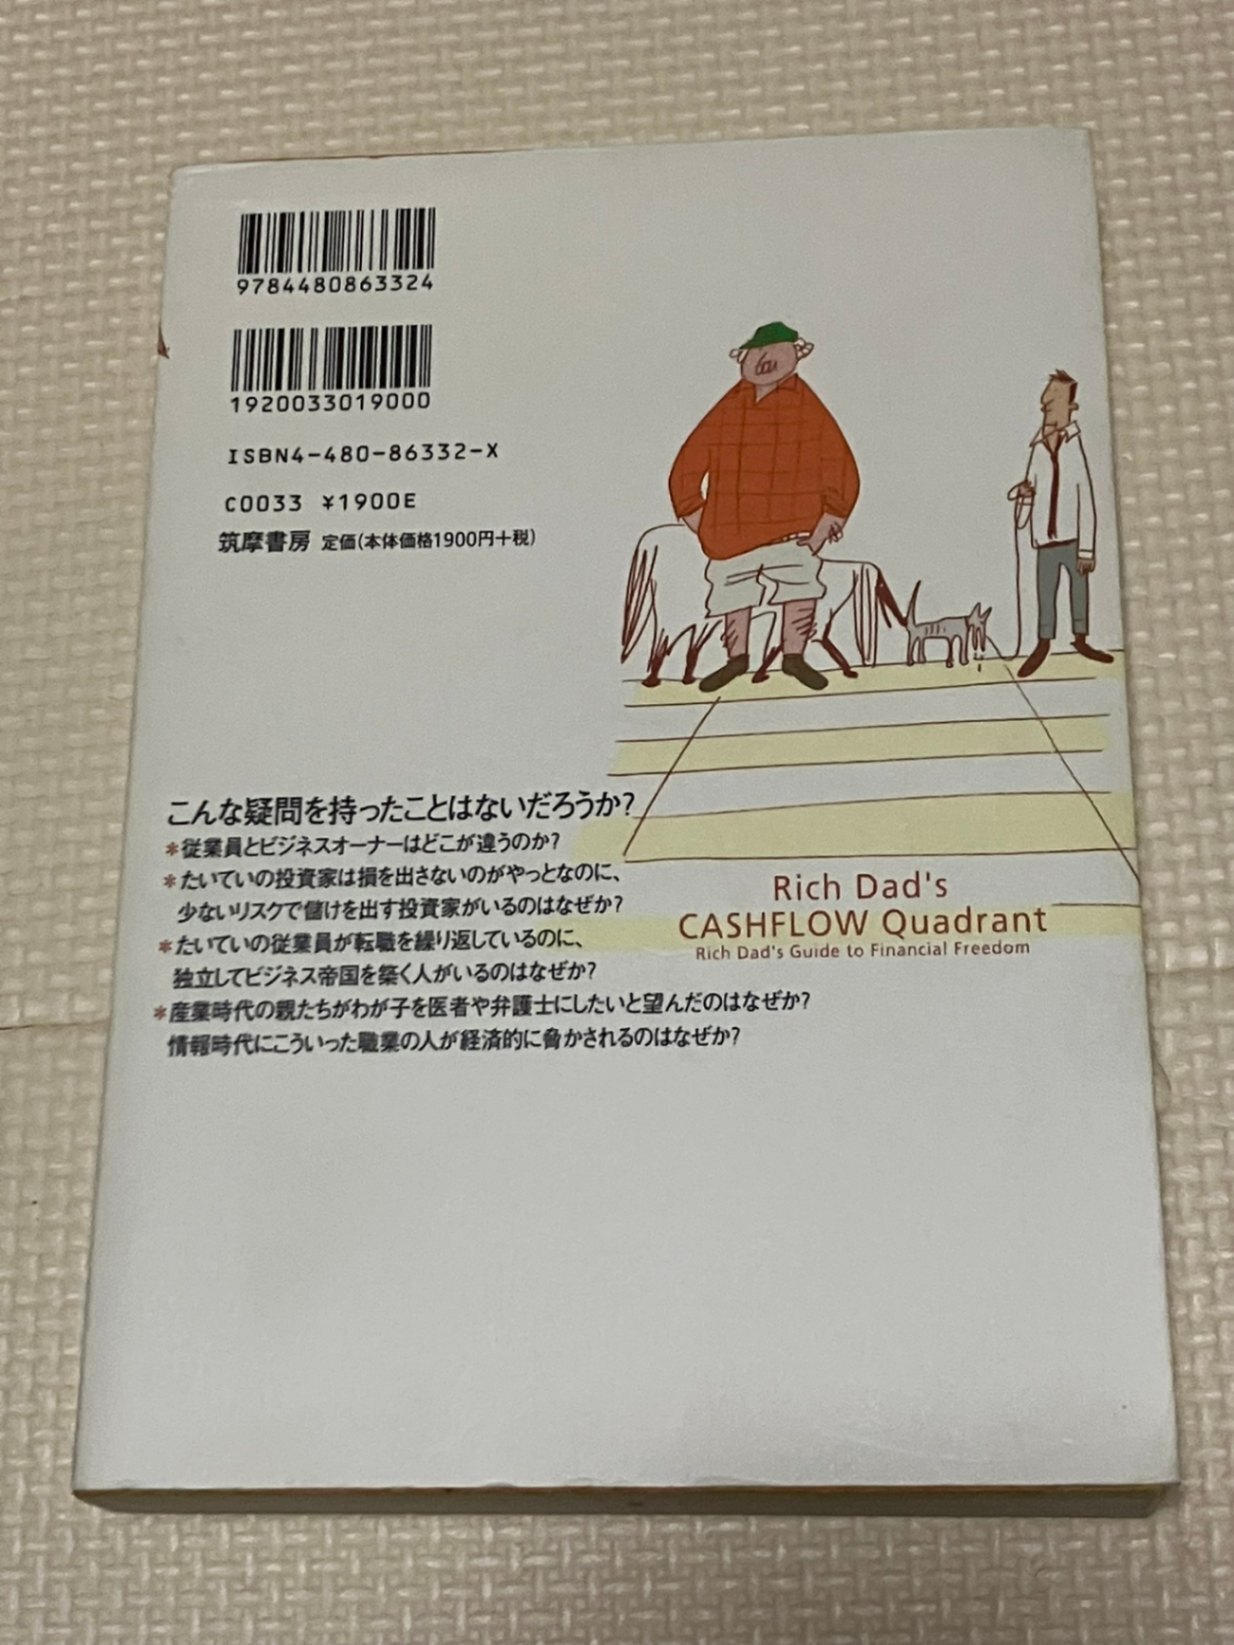 9784480863324
1920033019000
ISBN4-480-86332-X
C0033 ¥1900E
筑摩書房 定価(本体価格1900円+税)
こんな疑問を持ったことはないだろうか?
*従業員とビジネスオーナーはどこが違うのか?
*たいていの投資家は損を出さないのがやっとなのに、
少ないリスクで儲けを出す投資家がいるのはなぜか?
*たいていの従業員が転職を繰り返しているのに、
独立してビジネス帝国を築く人がいるのはなぜか?
*産業時代の親たちがわが子を医者や弁護士にしたいと望んだのはなぜか?
情報時代にこういった職業の人が経済的に脅かされるのはなぜか?
Rich Dad's
CASHFLOW Quadrant
Rich Dad's Guide to Financial Freedom